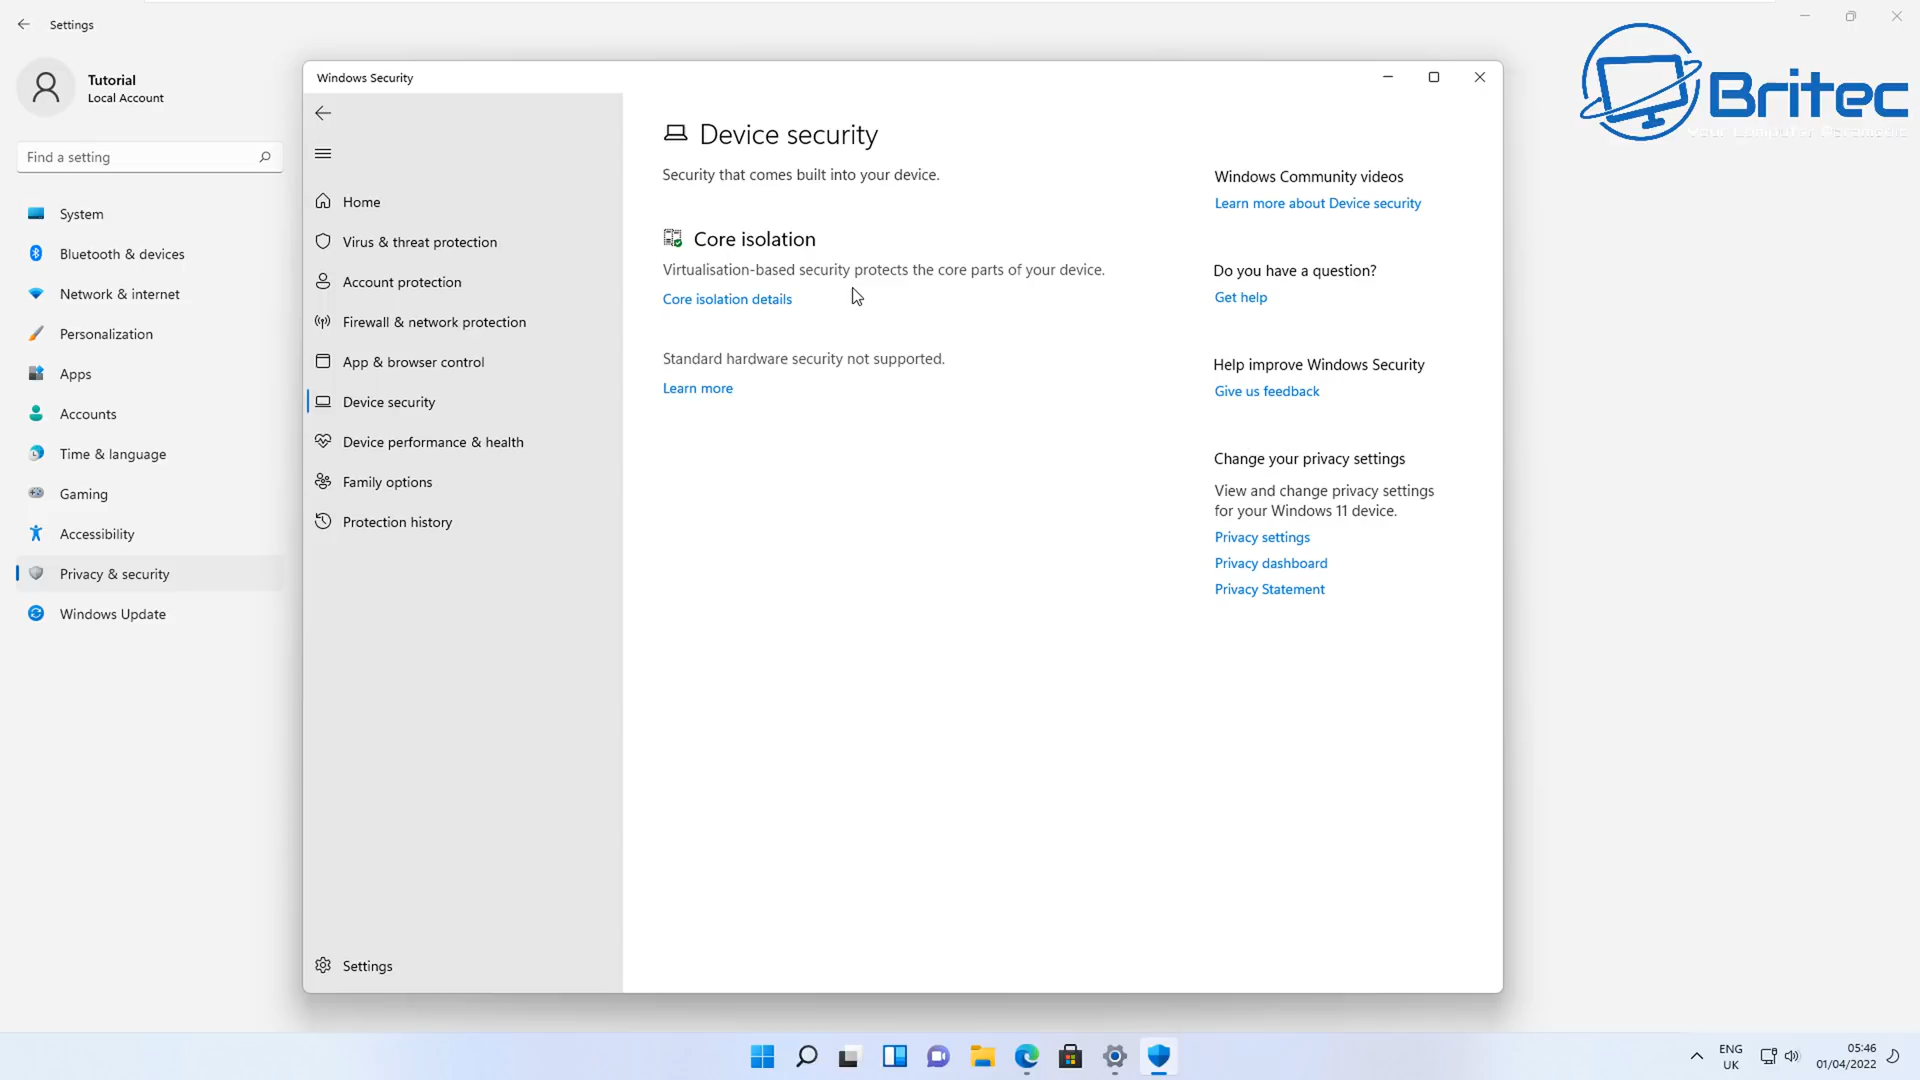 Settings
Tutorial
Local Account
Find a setting
System
Bluetooth & devices
Network & internet
Personalization
Apps
Accounts
Time & language
Gaming
Accessibility
Privacy & security
Windows Update
Windows Security
Home
Virus & threat protection
Account protection
Firewall & network protection
App & browser control
Device security
Device performance & health
Family options
Protection history
Settings
Device security
Security that comes built into your device.
Core isolation
Virtualisation-based security protects the core parts of your device.
Core isolation details
Standard hardware security not supported.
Learn more
Windows Community videos
Learn more about Device security
Do you have a question?
Get help
Help improve Windows Security
Give us feedback
Change your privacy settings
View and change privacy settings
for your Windows 11 device.
Privacy settings
Privacy dashboard
Privacy Statement
Britec
ENG
UK
05:46
01/04/2022